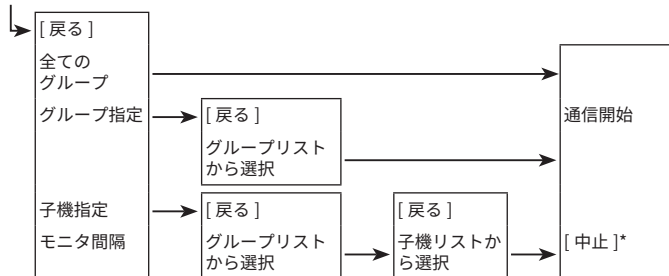 [ 戻る ]
全ての
グループ
グループ指定
[ 戻る ]
通信開始
グループリスト
から選択
子機指定
[ 戻る ]
[ 戻る ]
モニタ間隔
グループリスト
から選択
子機リストか
ら選択
[ 中止 ]*